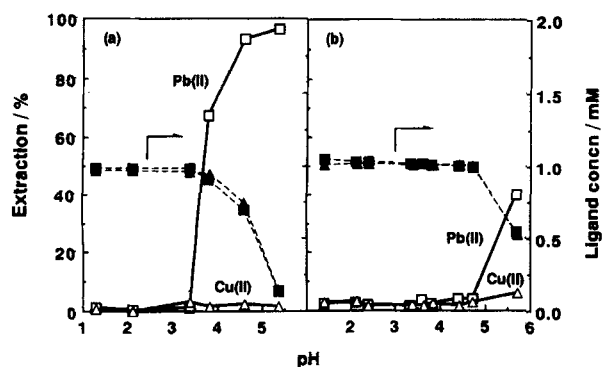 100
80
60
40
20
0
Extraction / %
(a)
Pb(II)
Cu(II)
1 2 3 4 5
(b)
Pb(II)
Cu(II)
2 3 4 5 6
2.0
1.5
1.0
0.5
0
Ligand concn / mM
pH